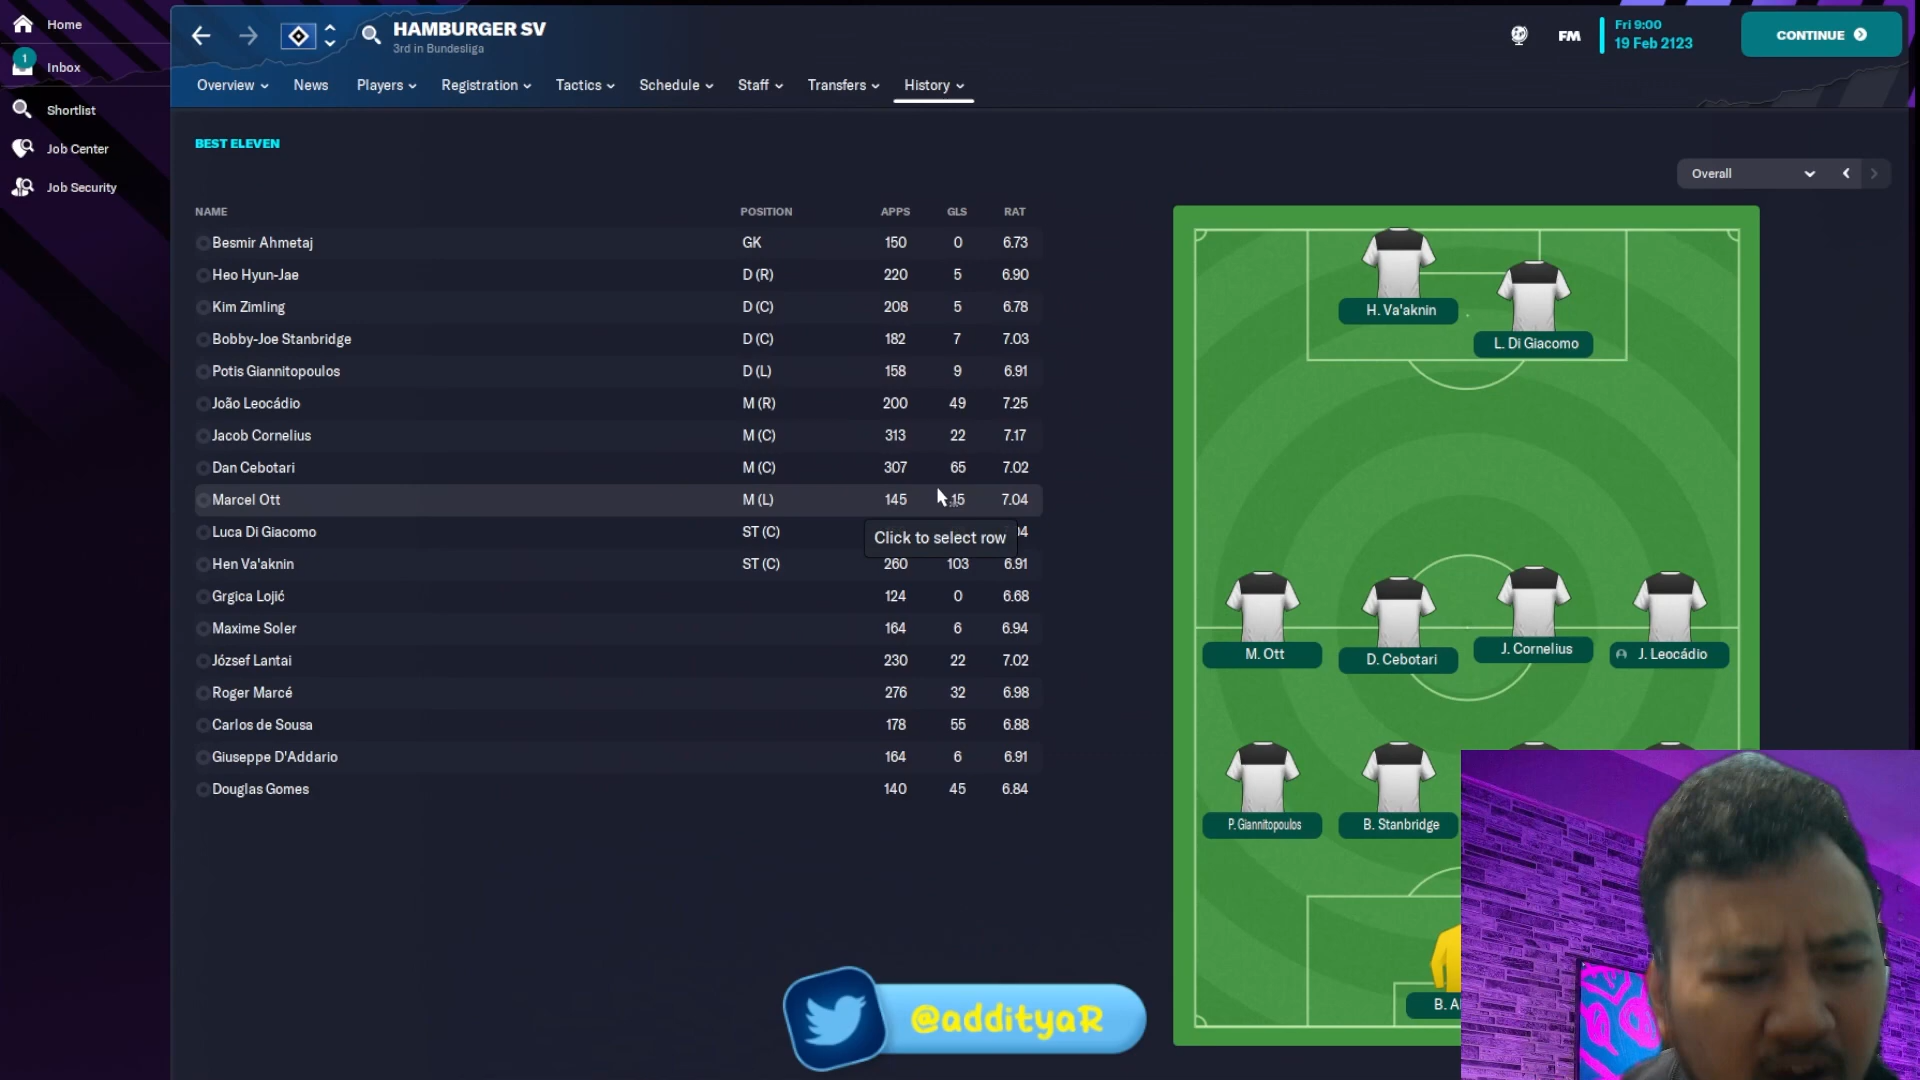 Home
1
Inbox
Shortlist
Job Center
Job Security
HAMBURGER SV
3rd in Bundesliga
FM
Fri 9:00
19 Feb 2123
CONTINUE
Overview
News
Players
Registration
Tactics
Schedule
Staff
Transfers
History
BEST ELEVEN
Overall
NAME POSITION APPS GLS RAT
Besmir Ahmetaj GK 150 0 6.73
Heo Hyun-Jae D (R) 220 5 6.90
Kim Zimling D (C) 208 5 6.78
Bobby-Joe Stanbridge D (C) 182 7 7.03
Potis Giannitopoulos D (L) 158 9 6.91
João Leocádio M (R) 200 49 7.25
Jacob Cornelius M (C) 313 22 7.17
Dan Cebotari M (C) 307 65 7.02
Marcel Ott M (L) 145 15 7.04
Luca Di Giacomo ST (C)
Click to select row
Hen Va'aknin ST (C) 260 103 6.91
Grgica Lojić 124 0 6.68
Maxime Soler 164 6 6.94
József Lantai 230 22 7.02
Roger Marcé 276 32 6.98
Carlos de Sousa 178 55 6.88
Giuseppe D'Addario 164 6 6.91
Douglas Gomes 140 45 6.84
H. Va'aknin
L. Di Giacomo
M. Ott
D. Cebotari
J. Cornelius
J. Leocádio
P. Giannitopoulos
B. Stanbridge
B.
@addityaR